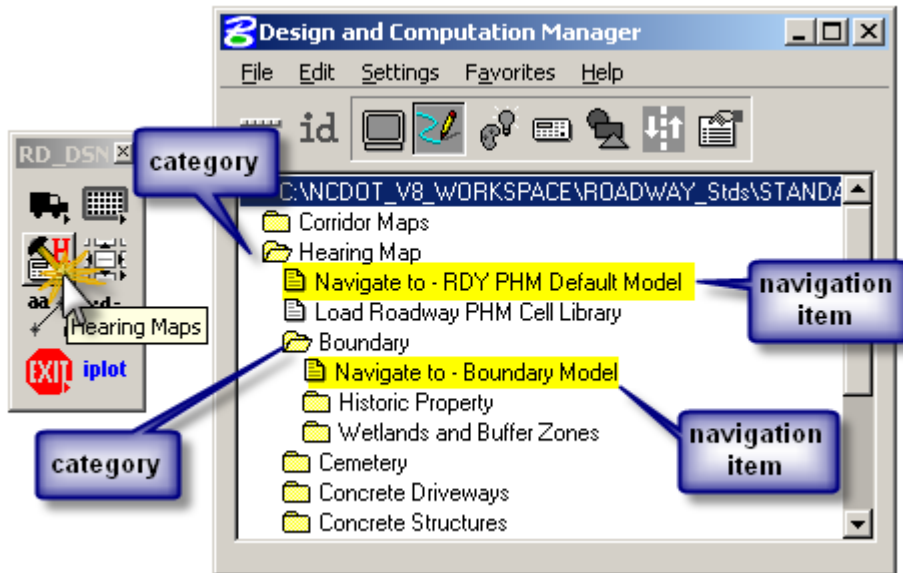 Design and Computation Manager
File Edit Settings Favorites Help
id
RD_DSN
category
C:\NCDOT_V8_WORKSPACE\ROADWAY_Stds\STANDA
Corridor Maps
Hearing Map
Navigate to - RDY PHM Default Model
navigation
item
Load Roadway PHM Cell Library
H
aa
Hearing Maps
Boundary
EXIT iplot
Navigate to - Boundary Model
Historic Property
Wetlands and Buffer Zones
navigation
item
category
Cemetery
Concrete Driveways
Concrete Structures